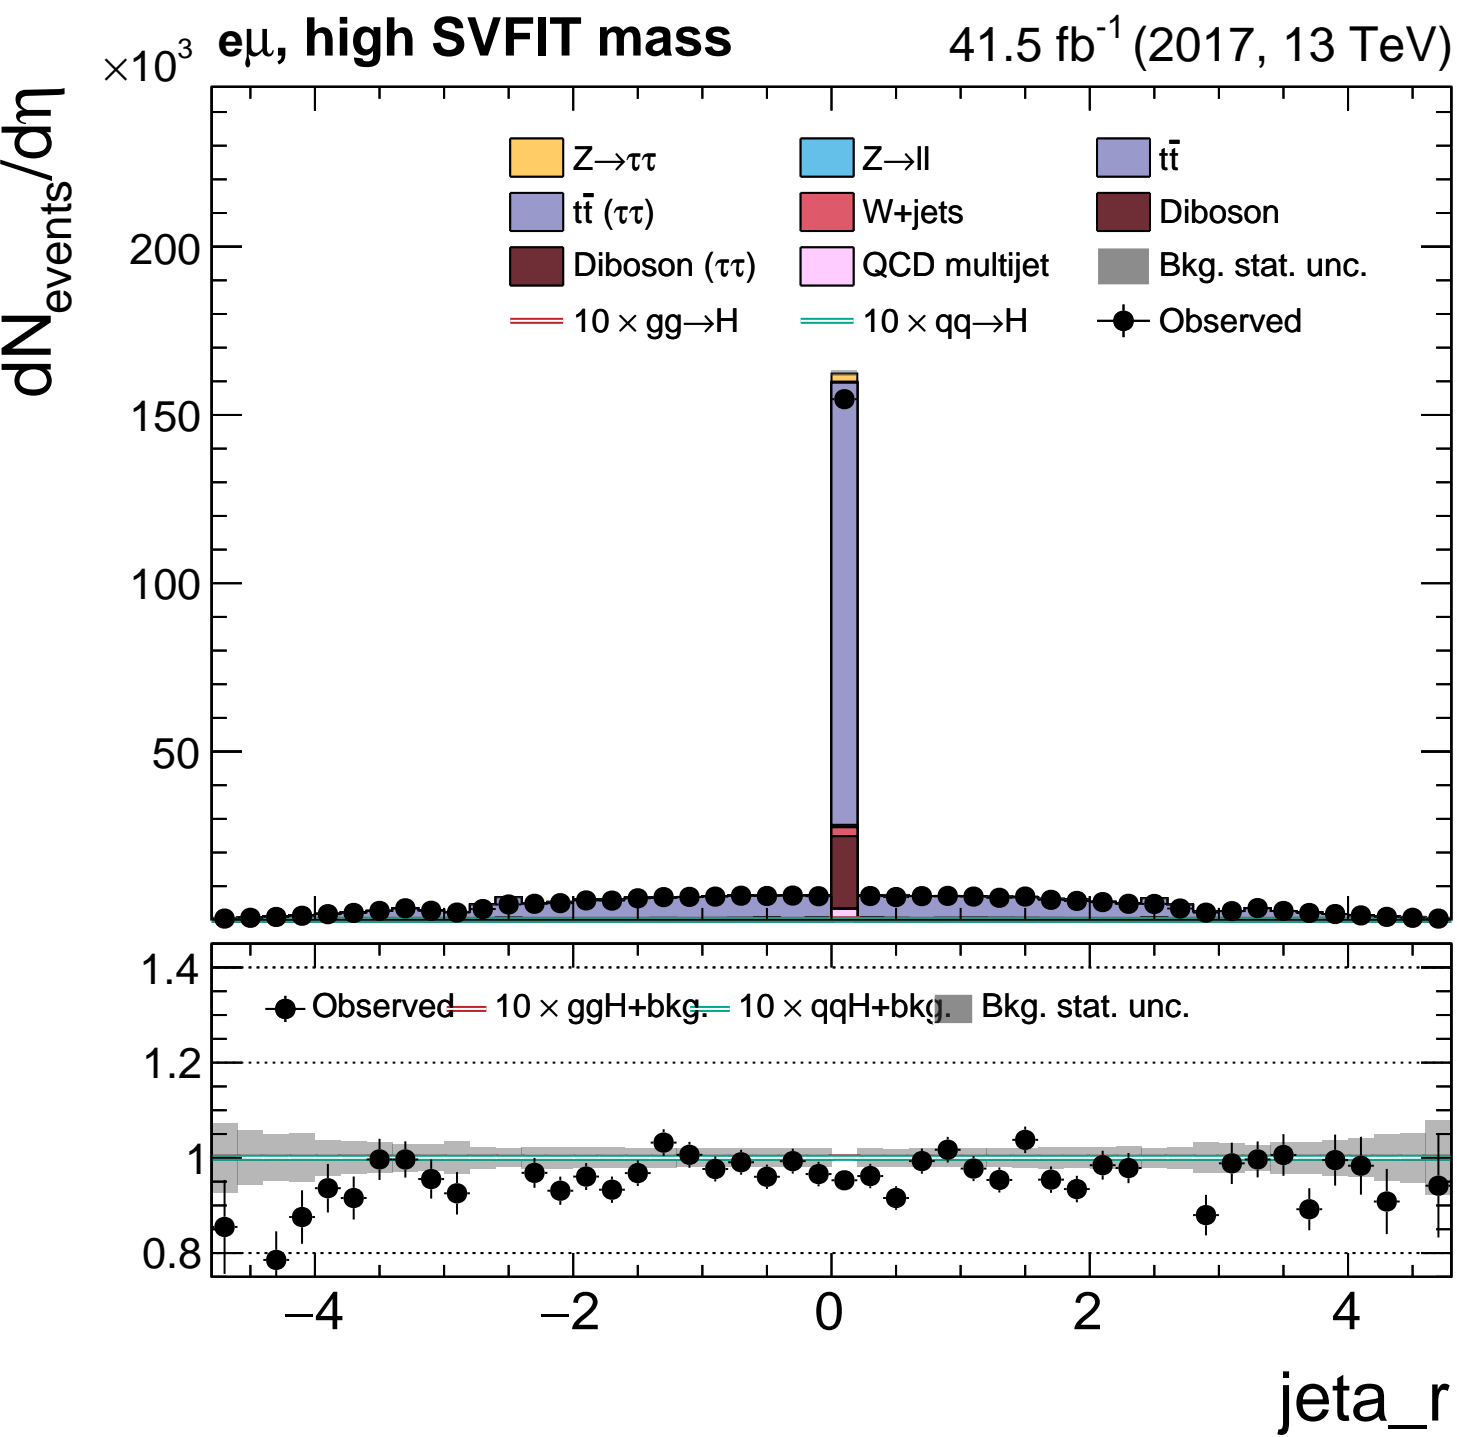 ×10³ eμ, high SVFIT mass 41.5 fb⁻¹ (2017, 13 TeV)
dN_events/dη
Z→ττ Z→ll tt̄
tt̄ (ττ) W+jets Diboson
Diboson (ττ) QCD multijet Bkg. stat. unc.
10 × gg→H 10 × qq→H Observed
200
150
100
50
1.4
Observed 10 × ggH+bkg. 10 × qqH+bkg. Bkg. stat. unc.
1.2
1
0.8
−4 −2 0 2 4
jeta_r